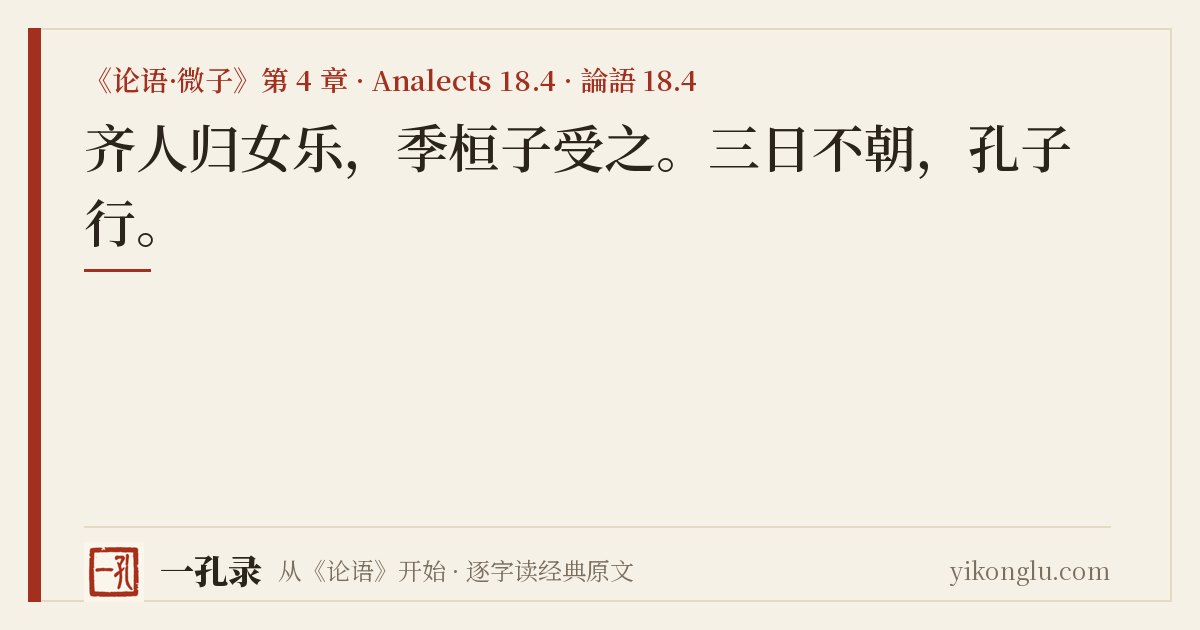 《论语·微子》第 4 章 · Analects 18.4 · 論語 18.4
齐人归女乐，季桓子受之。三日不朝，孔子
行。
一孔
一孔录 从《论语》开始 · 逐字读经典原文 yikonglu.com